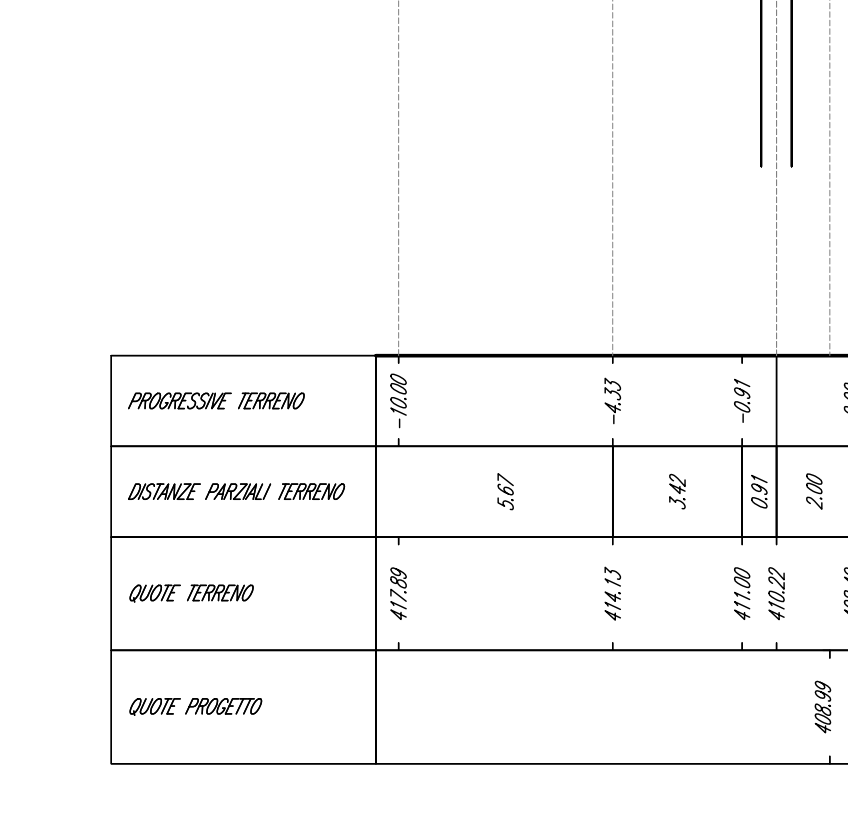 PROGRESSIVE TERRENO -10.00 -4.33 -0.91
DISTANZE PARZIALI TERRENO 5.67 3.42 0.91 2.00
QUOTE TERRENO 417.89 414.13 411.00 410.22
QUOTE PROGETTO 408.99